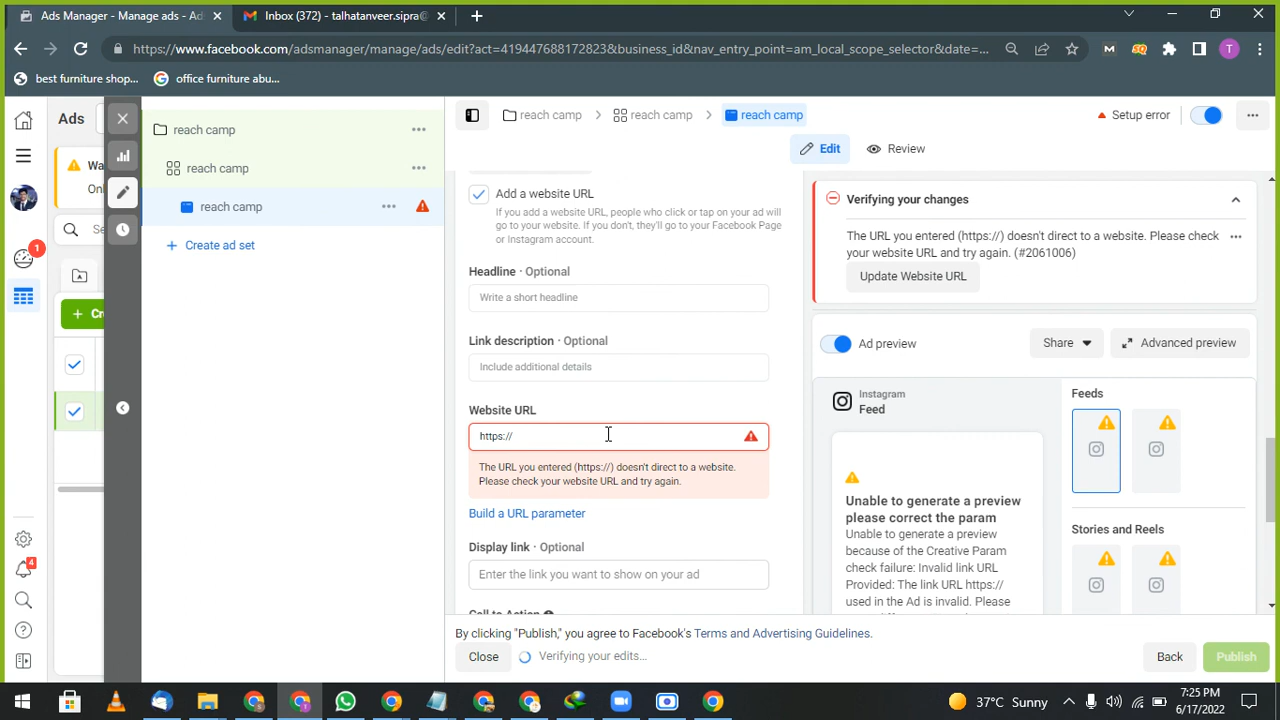 Ads Manager - Manage ads - Ads
Inbox (372) - talhatanveer.sipra@
https://www.facebook.com/adsmanager/manage/ads/edit?act=419447688172823&business_id&nav_entry_point=am_local_scope_selector&date=...
M
SQ
T
best furniture shop...
office furniture abu...
Ads
reach camp
reach camp
reach camp
Setup error
reach camp
Edit
Review
reach camp
reach camp
Create ad set
Wa
Onl
Se
1
Cr
4
Add a website URL
If you add a website URL, people who click or tap on your ad will
go to your website. If you don't, they'll go to your Facebook Page
or Instagram account.
Headline · Optional
Write a short headline
Link description · Optional
Include additional details
Website URL
https://
The URL you entered (https://) doesn't direct to a website.
Please check your website URL and try again.
Build a URL parameter
Display link · Optional
Enter the link you want to show on your ad
Call to Action
Verifying your changes
The URL you entered (https://) doesn't direct to a website. Please check
your website URL and try again. (#2061006)
Update Website URL
Ad preview
Share
Advanced preview
Instagram
Feed
Unable to generate a preview
please correct the param
Unable to generate a preview
because of the Creative Param
check failure: Invalid link URL
Provided: The link URL https://
used in the Ad is invalid. Please
Feeds
Stories and Reels
By clicking "Publish," you agree to Facebook's Terms and Advertising Guidelines.
Close
Verifying your edits...
Back
Publish
37°C Sunny
7:25 PM
6/17/2022